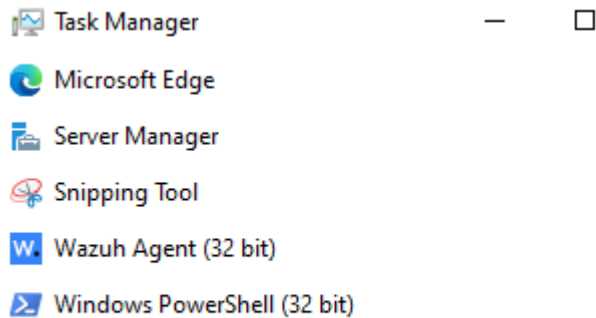 Task Manager
Microsoft Edge
Server Manager
Snipping Tool
W. Wazuh Agent (32 bit)
Windows PowerShell (32 bit)